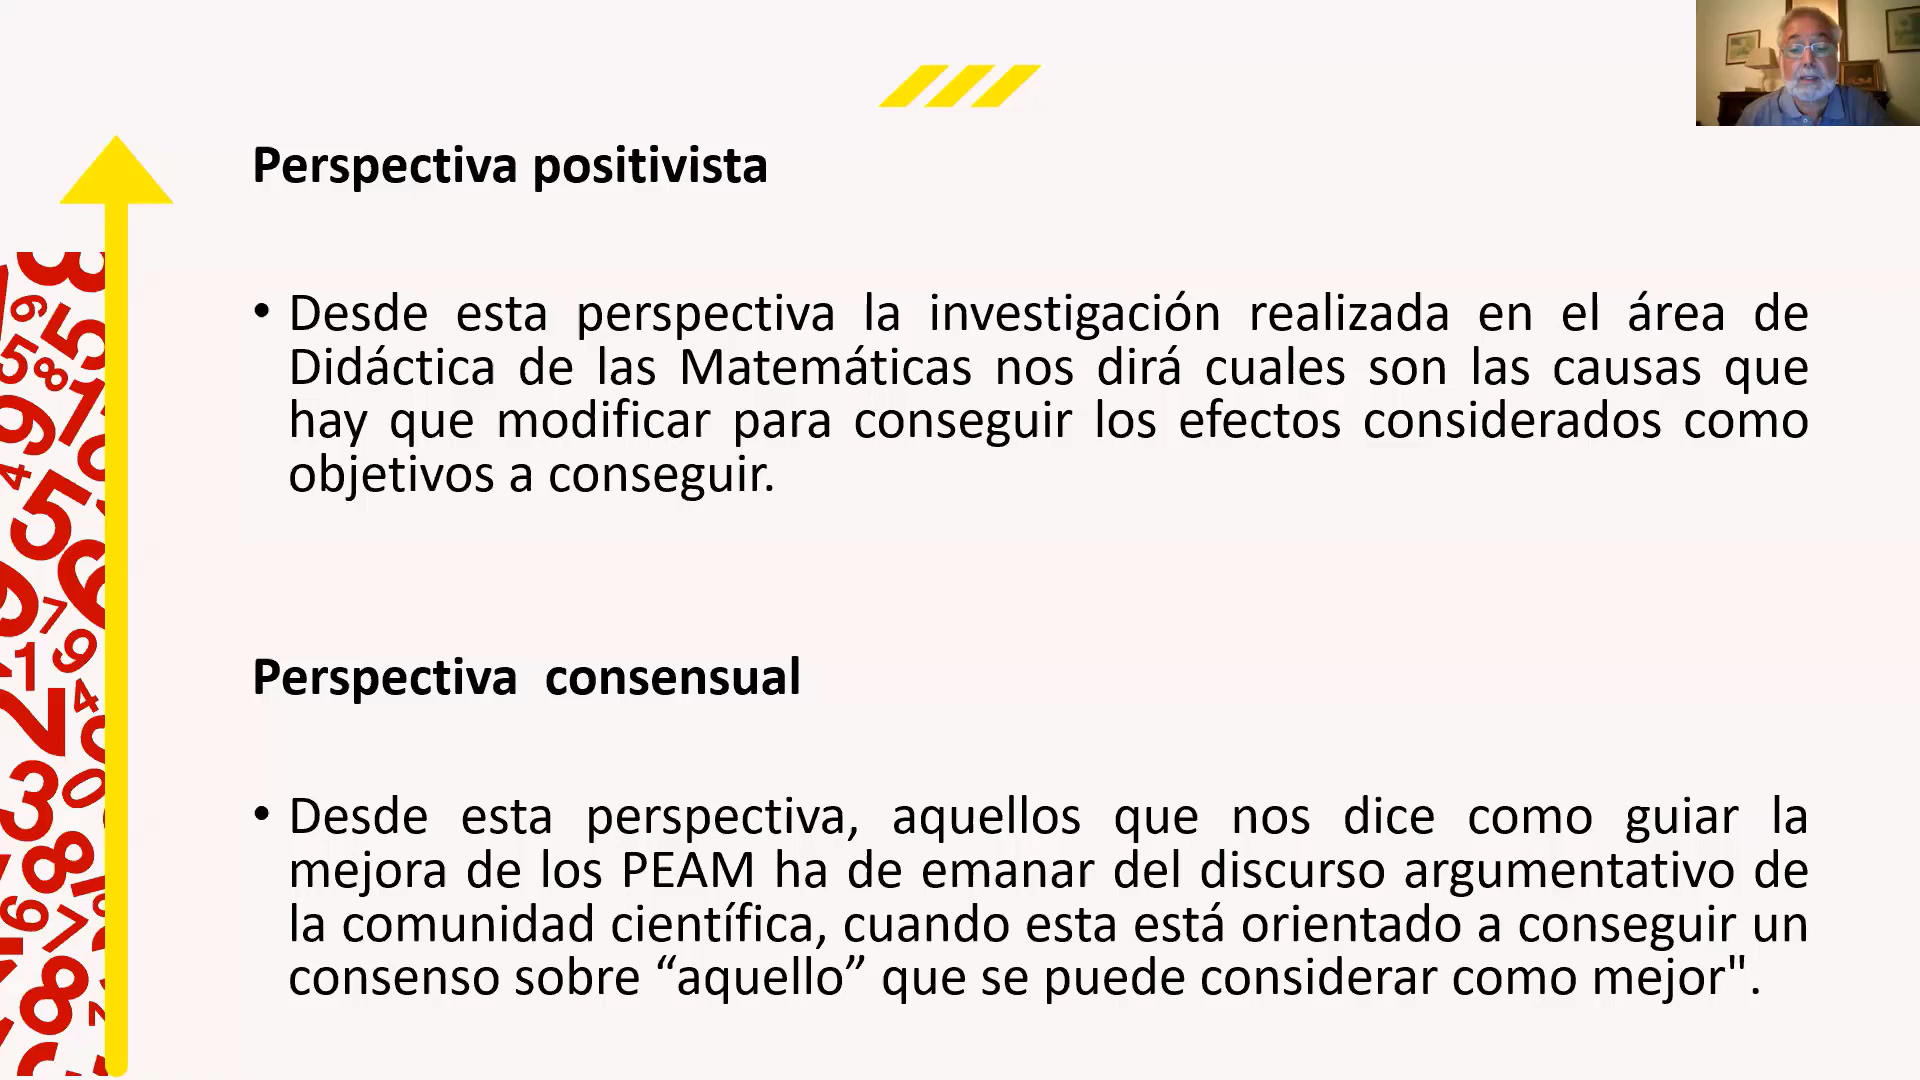 Perspectiva positivista
• Desde esta perspectiva la investigación realizada en el área de
Didáctica de las Matemáticas nos dirá cuales son las causas que
hay que modificar para conseguir los efectos considerados como
objetivos a conseguir.
Perspectiva consensual
• Desde esta perspectiva, aquellos que nos dice como guiar la
mejora de los PEAM ha de emanar del discurso argumentativo de
la comunidad científica, cuando esta está orientado a conseguir un
consenso sobre “aquello” que se puede considerar como mejor".